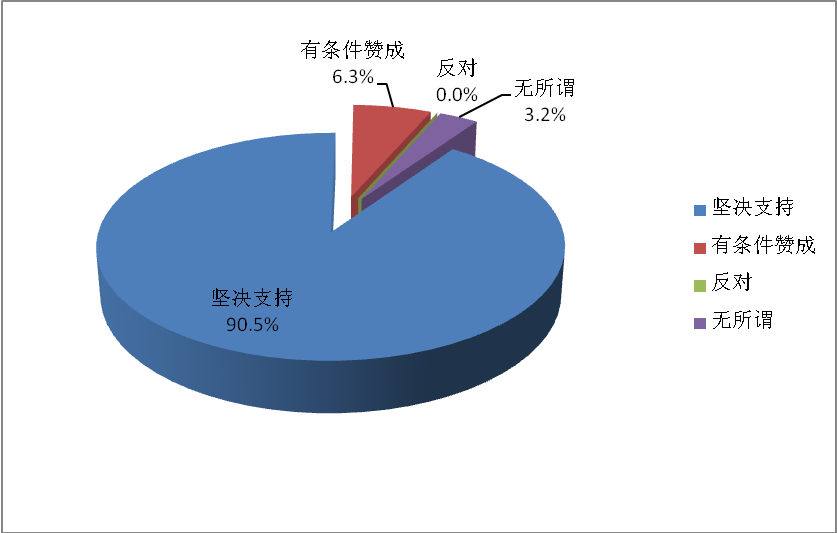 有条件赞成
6.3%
反对
0.0%
无所谓
3.2%
坚决支持
90.5%
坚决支持
有条件赞成
反对
无所谓